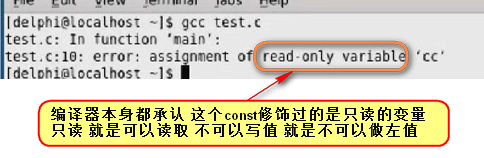 View Terminal Tabs Help
[delphi@localhost ~]$ gcc test.c
test.c: In function ‘main’:
test.c:10: error: assignment of read-only variable ‘cc’
[delphi@localhost ~]$
编译器本身都承认 这个const修饰过的是只读的变量
只读 就是可以读取 不可以写值 就是不可以做左值